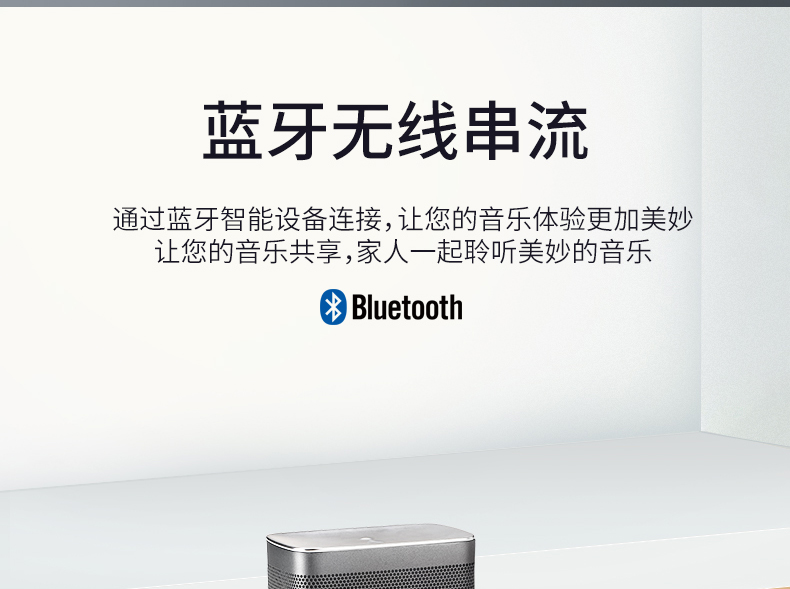 蓝牙无线串流
通过蓝牙智能设备连接,让您的音乐体验更加美妙
让您的音乐共享,家人一起聆听美妙的音乐
Bluetooth